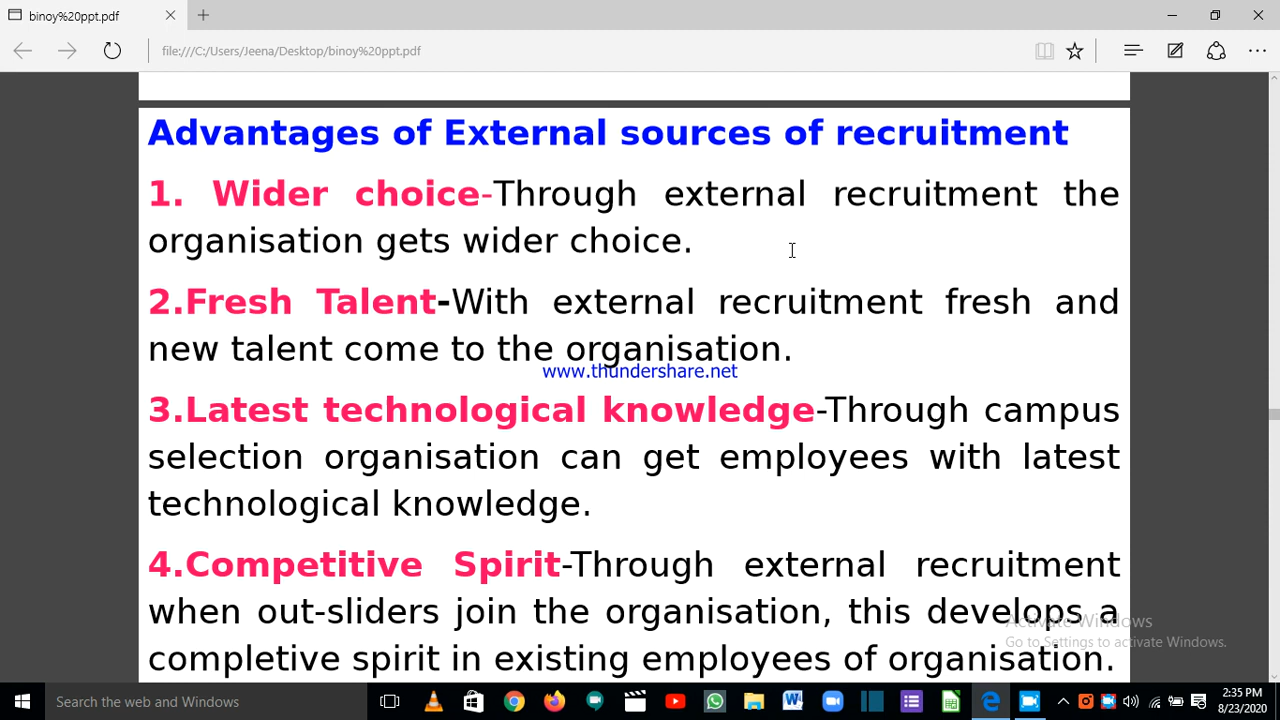 binoy%20ppt.pdf
file:///C:/Users/Jeena/Desktop/binoy%20ppt.pdf
Advantages of External sources of recruitment
1. Wider choice-Through external recruitment the
organisation gets wider choice.
2.Fresh Talent-With external recruitment fresh and
new talent come to the organisation.
www.thundershare.net
3.Latest technological knowledge-Through campus
selection organisation can get employees with latest
technological knowledge.
4.Competitive Spirit-Through external recruitment
when out-sliders join the organisation, this develops a
completive spirit in existing employees of organisation.
Activate Windows
Go to Settings to activate Windows.
Search the web and Windows
2:35 PM
8/23/2020